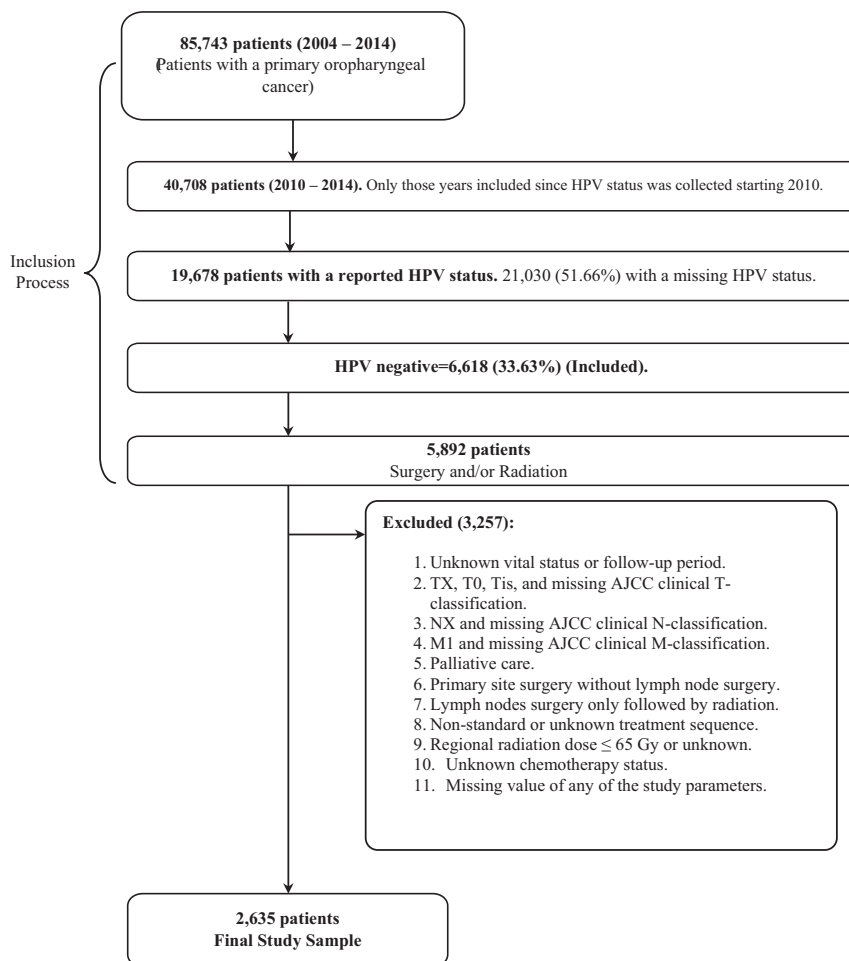 85,743 patients (2004 – 2014)
(Patients with a primary oropharyngeal
cancer)
40,708 patients (2010 – 2014). Only those years included since HPV status was collected starting 2010.
Inclusion
Process
19,678 patients with a reported HPV status. 21,030 (51.66%) with a missing HPV status.
HPV negative=6,618 (33.63%) (Included).
5,892 patients
Surgery and/or Radiation
Excluded (3,257):
1. Unknown vital status or follow-up period.
2. TX, T0, Tis, and missing AJCC clinical T-
classification.
3. NX and missing AJCC clinical N-classification.
4. M1 and missing AJCC clinical M-classification.
5. Palliative care.
6. Primary site surgery without lymph node surgery.
7. Lymph nodes surgery only followed by radiation.
8. Non-standard or unknown treatment sequence.
9. Regional radiation dose ≤ 65 Gy or unknown.
10. Unknown chemotherapy status.
11. Missing value of any of the study parameters.
2,635 patients
Final Study Sample